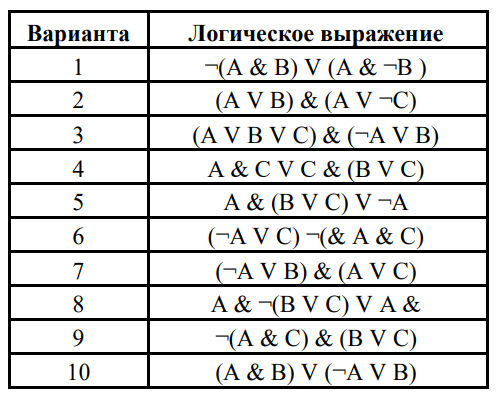 Варианта Логическое выражение
1 ¬(A & B) V (A & ¬B )
2 (A V B) & (A V ¬C)
3 (A V B V C) & (¬A V B)
4 A & C V C & (B V C)
5 A & (B V C) V ¬A
6 (¬A V C) ¬(& A & C)
7 (¬A V B) & (A V C)
8 A & ¬(B V C) V A &
9 ¬(A & C) & (B V C)
10 (A & B) V (¬A V B)